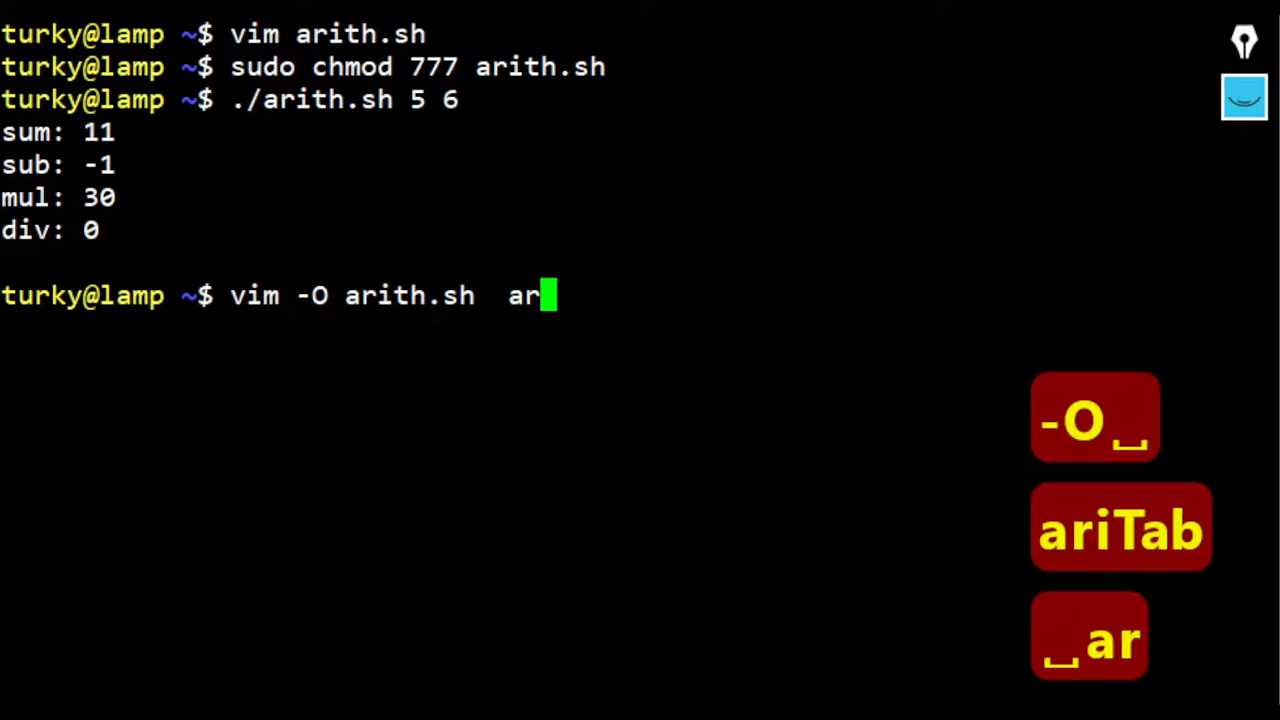 turky@lamp ~$ vim arith.sh
turky@lamp ~$ sudo chmod 777 arith.sh
turky@lamp ~$ ./arith.sh 5 6
sum: 11
sub: -1
mul: 30
div: 0
turky@lamp ~$ vim -O arith.sh  ar
-O␣
ariTab
␣ar